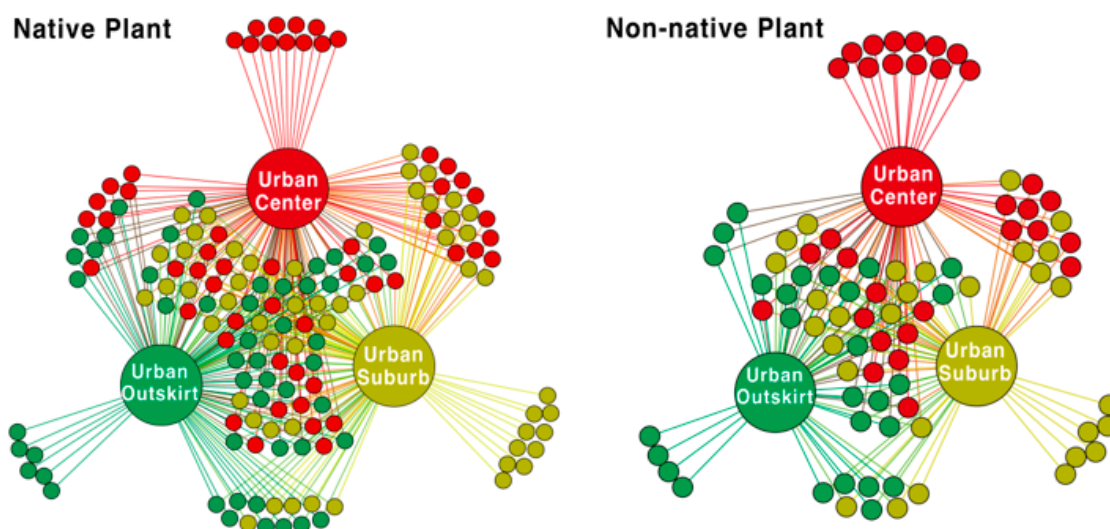 Native Plant
Non-native Plant
Urban
Center
Urban
Center
Urban
Outskirt
Urban
Suburb
Urban
Outskirt
Urban
Suburb